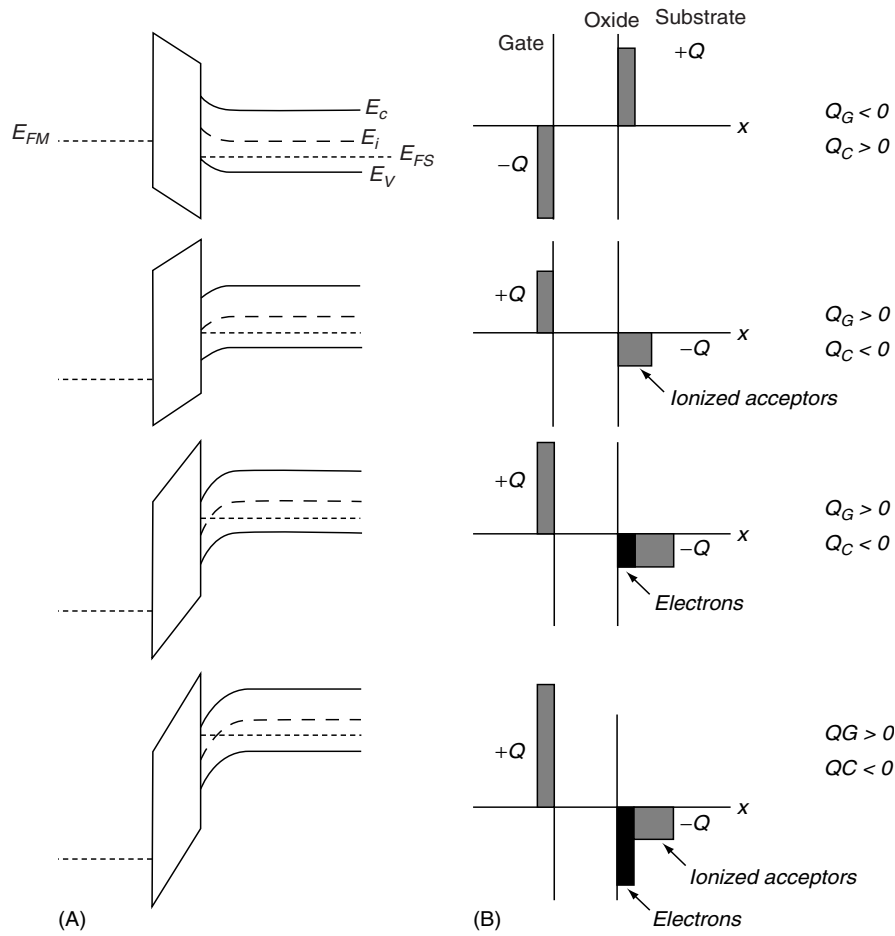 Oxide Substrate
Gate
+Q
E_c
Q_G < 0
E_FM
E_i
x
E_FS
Q_C > 0
−Q
E_V
+Q
Q_G > 0
x
−Q
Q_C < 0
Ionized acceptors
+Q
Q_G > 0
x
−Q
Q_C < 0
Electrons
+Q
QG > 0
QC < 0
x
−Q
Ionized acceptors
(A)
(B)
Electrons